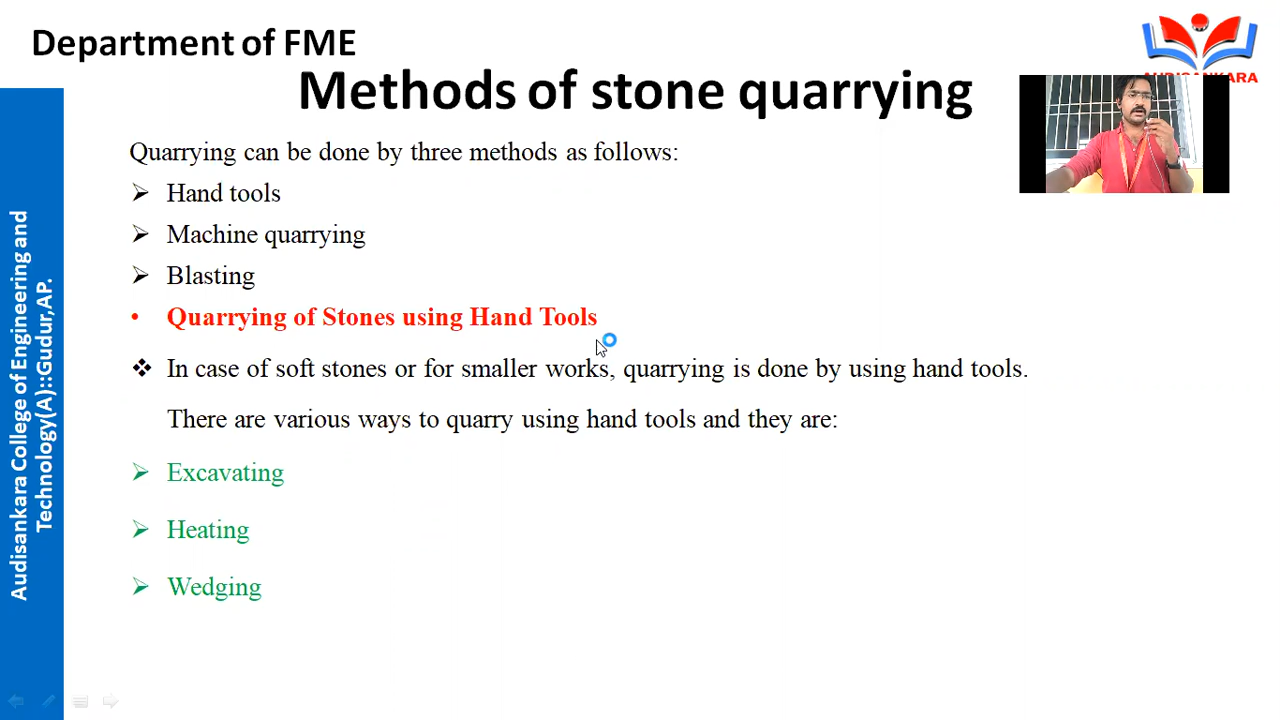 Department of FME
Methods of stone quarrying
Quarrying can be done by three methods as follows:
Hand tools
Machine quarrying
Blasting
Quarrying of Stones using Hand Tools
In case of soft stones or for smaller works, quarrying is done by using hand tools.
There are various ways to quarry using hand tools and they are:
Excavating
Heating
Wedging
Audisankara College of Engineering and
Technology(A)::Gudur,AP.